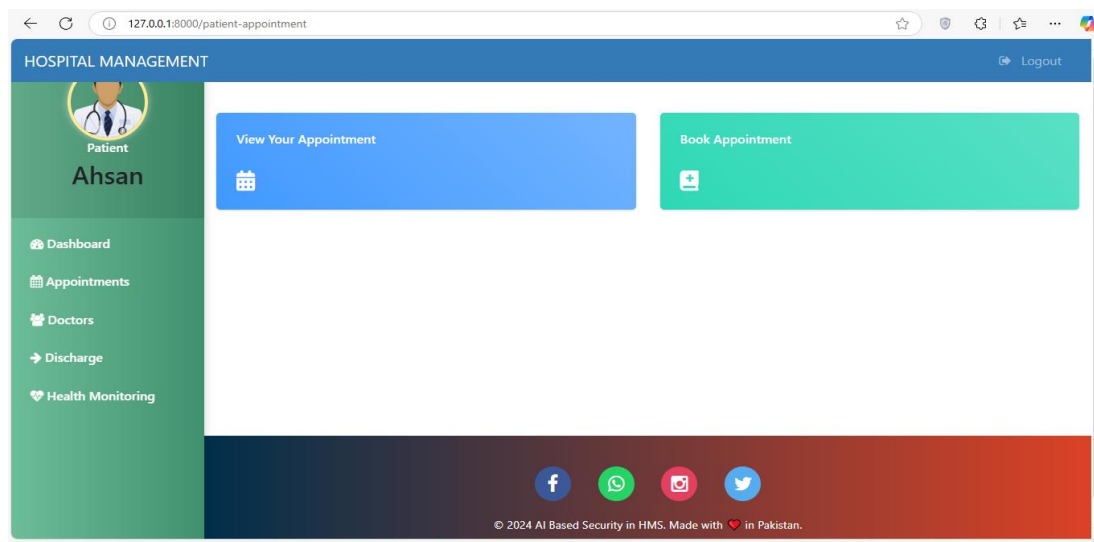 127.0.0.1:8000/patient-appointment
HOSPITAL MANAGEMENT
Logout
Patient
Ahsan
Dashboard
Appointments
Doctors
Discharge
Health Monitoring
View Your Appointment
Book Appointment
© 2024 AI Based Security in HMS. Made with ❤ in Pakistan.